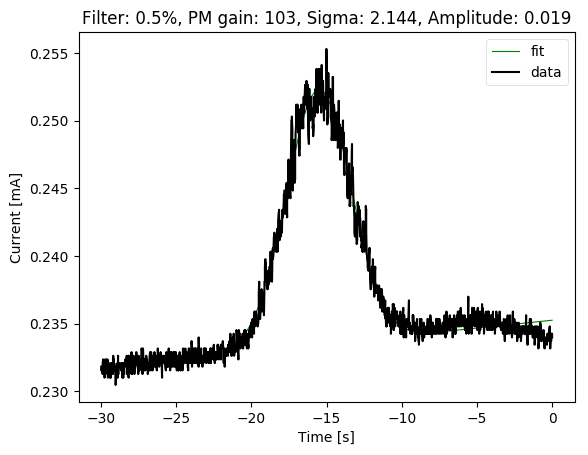 Filter: 0.5%, PM gain: 103, Sigma: 2.144, Amplitude: 0.019
fit
data
0.255
0.250
0.245
0.240
0.235
0.230
Current [mA]
−30
−25
−20
−15
−10
−5
0
Time [s]